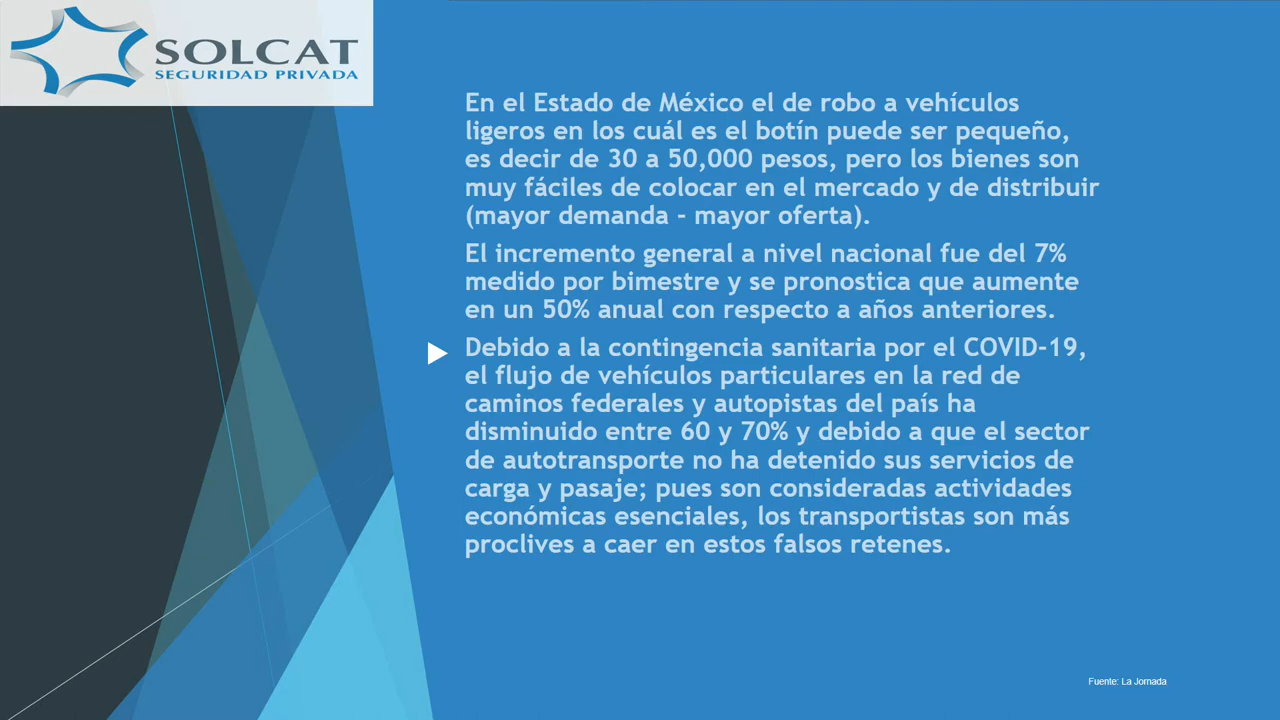 SOLCAT
SEGURIDAD PRIVADA
En el Estado de México el de robo a vehículos
ligeros en los cuál es el botín puede ser pequeño,
es decir de 30 a 50,000 pesos, pero los bienes son
muy fáciles de colocar en el mercado y de distribuir
(mayor demanda - mayor oferta).
El incremento general a nivel nacional fue del 7%
medido por bimestre y se pronostica que aumente
en un 50% anual con respecto a años anteriores.
Debido a la contingencia sanitaria por el COVID-19,
el flujo de vehículos particulares en la red de
caminos federales y autopistas del país ha
disminuido entre 60 y 70% y debido a que el sector
de autotransporte no ha detenido sus servicios de
carga y pasaje; pues son consideradas actividades
económicas esenciales, los transportistas son más
proclives a caer en estos falsos retenes.
Fuente: La Jornada